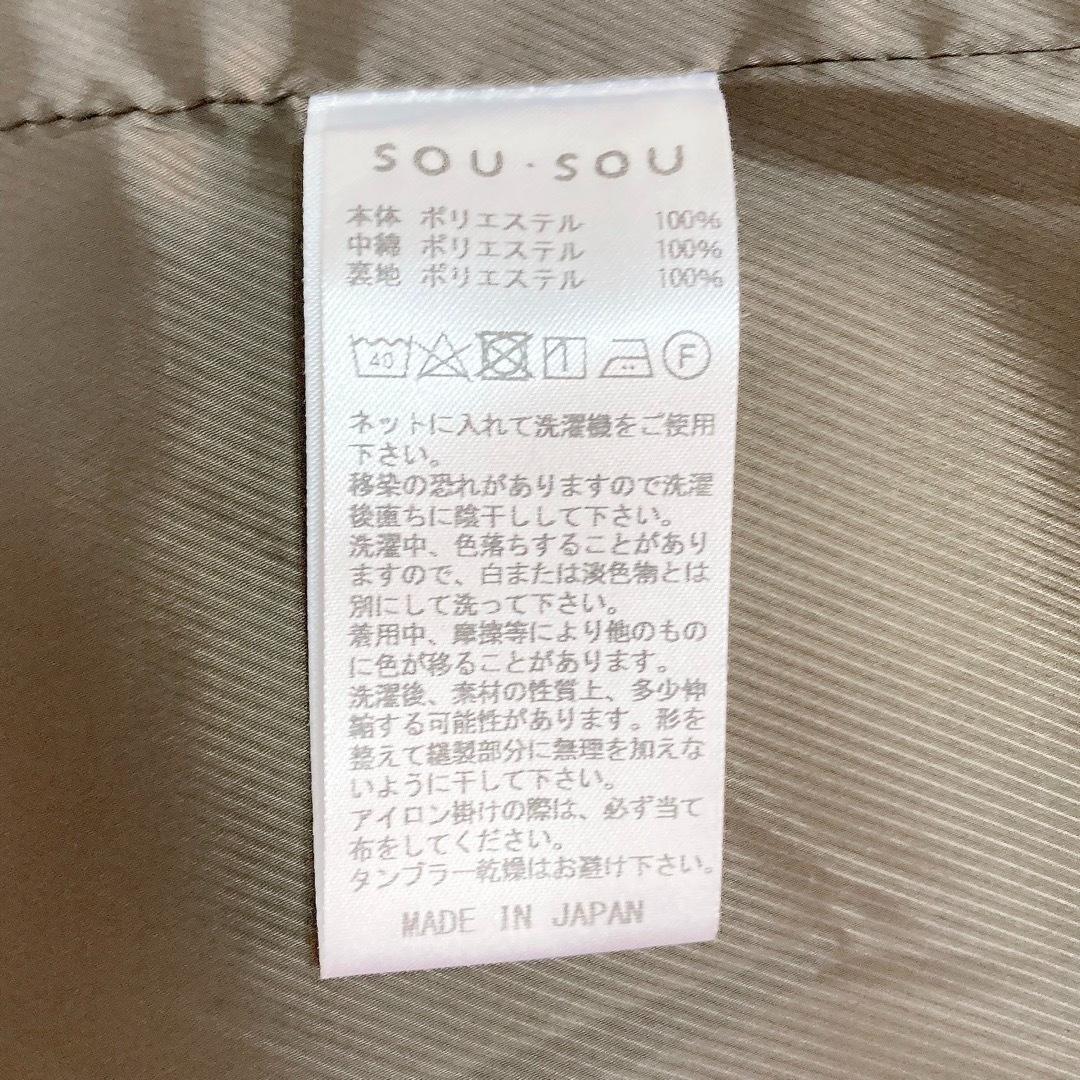 SOU・SOU
本体 ポリエステル 100%
中綿 ポリエステル 100%
裏地 ポリエステル 100%
40 F
ネットに入れて洗濯機をご使用
下さい。
移染の恐れがありますので洗濯
後直ちに陰干しして下さい。
洗濯中、色落ちすることがあり
ますので、白または淡色物とは
別にして洗って下さい。
着用中、摩擦等により他のもの
に色が移ることがあります。
洗濯後、素材の性質上、多少伸
縮する可能性があります。形を
整えて縫製部分に無理を加えな
いように干して下さい。
アイロン掛けの際は、必ず当て
布をしてください。
タンブラー乾燥はお避け下さい。
MADE IN JAPAN